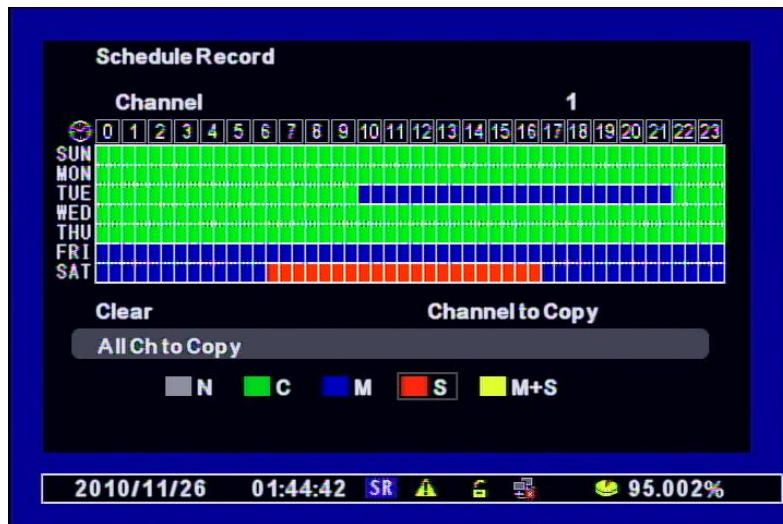 Schedule Record
Channel 1
0 1 2 3 4 5 6 7 8 9 10 11 12 13 14 15 16 17 18 19 20 21 22 23
SUN
MON
TUE
WED
THU
FRI
SAT
Clear Channel to Copy
All Ch to Copy
N C M S M+S
2010/11/26 01:44:42 SR 95.002%